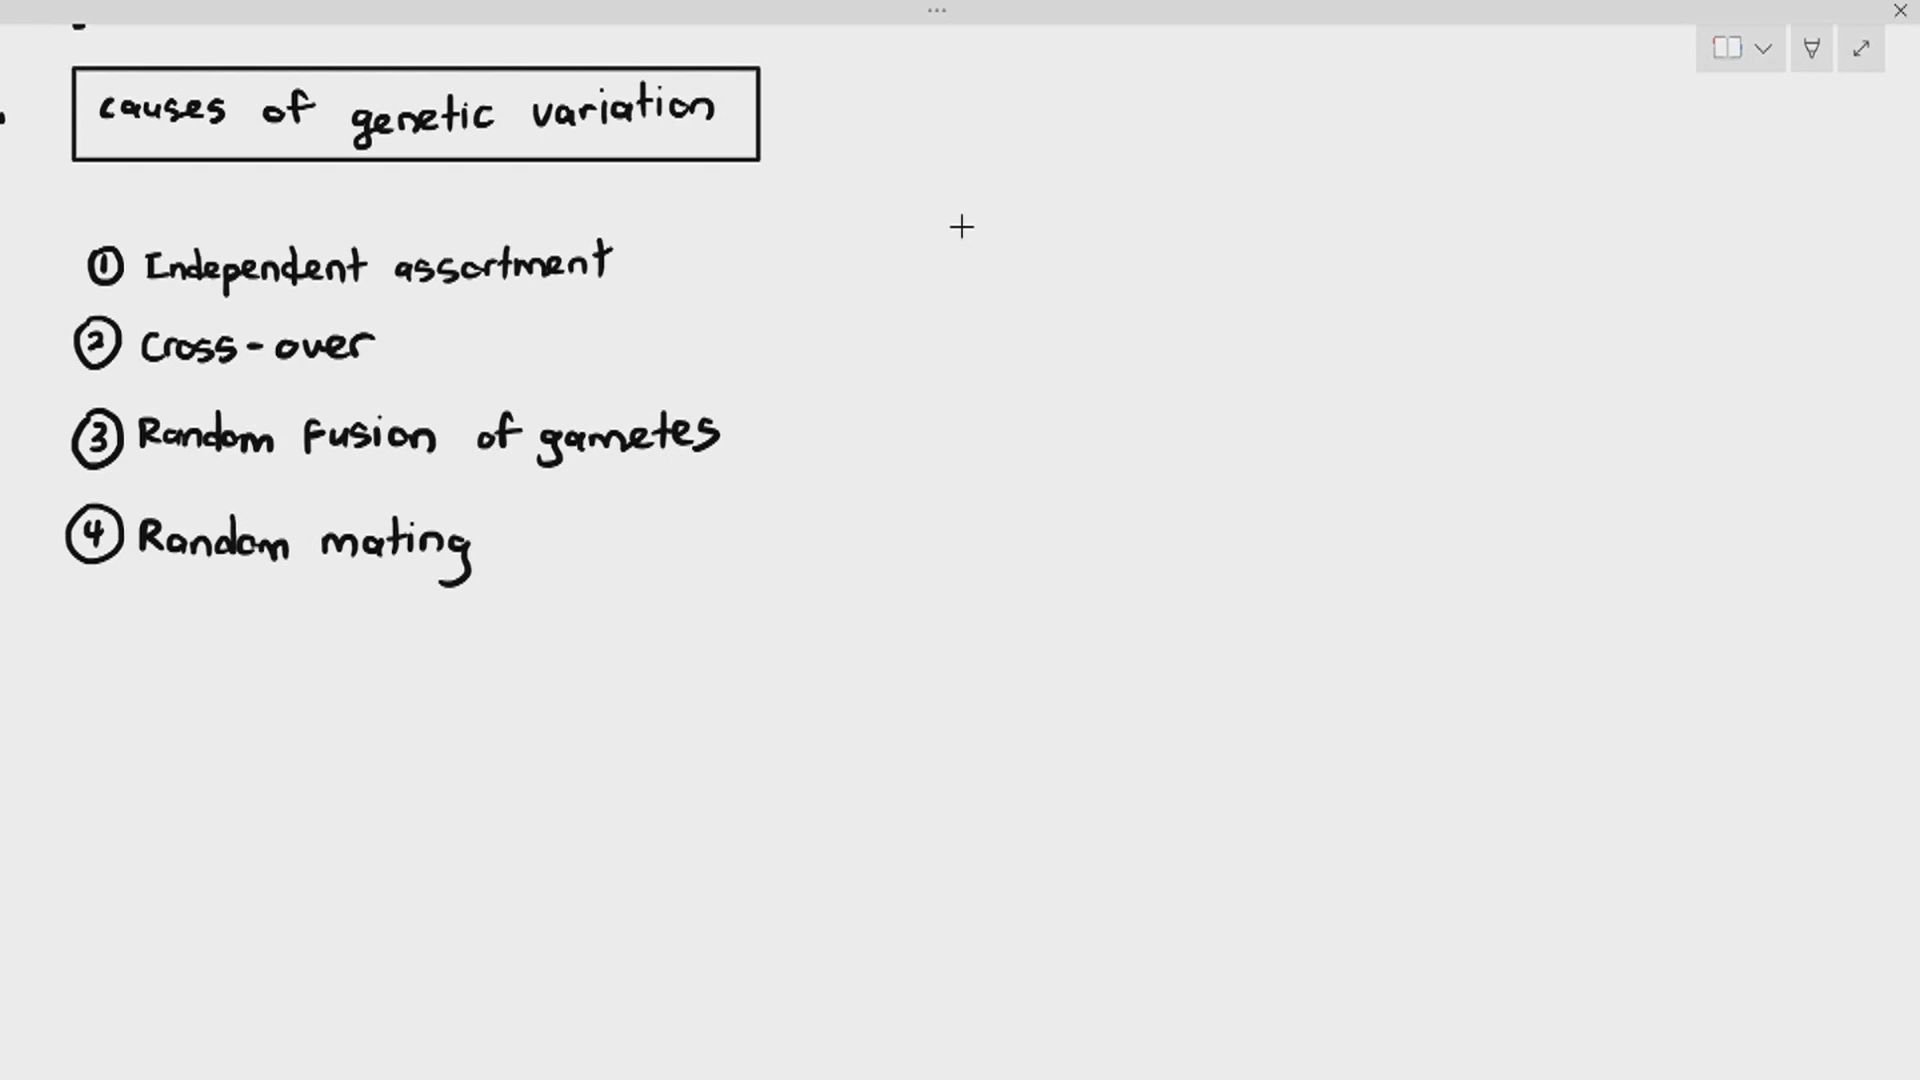 causes of genetic variation
① Independent assortment
② Cross-over
③ Random fusion of gametes
④ Random mating